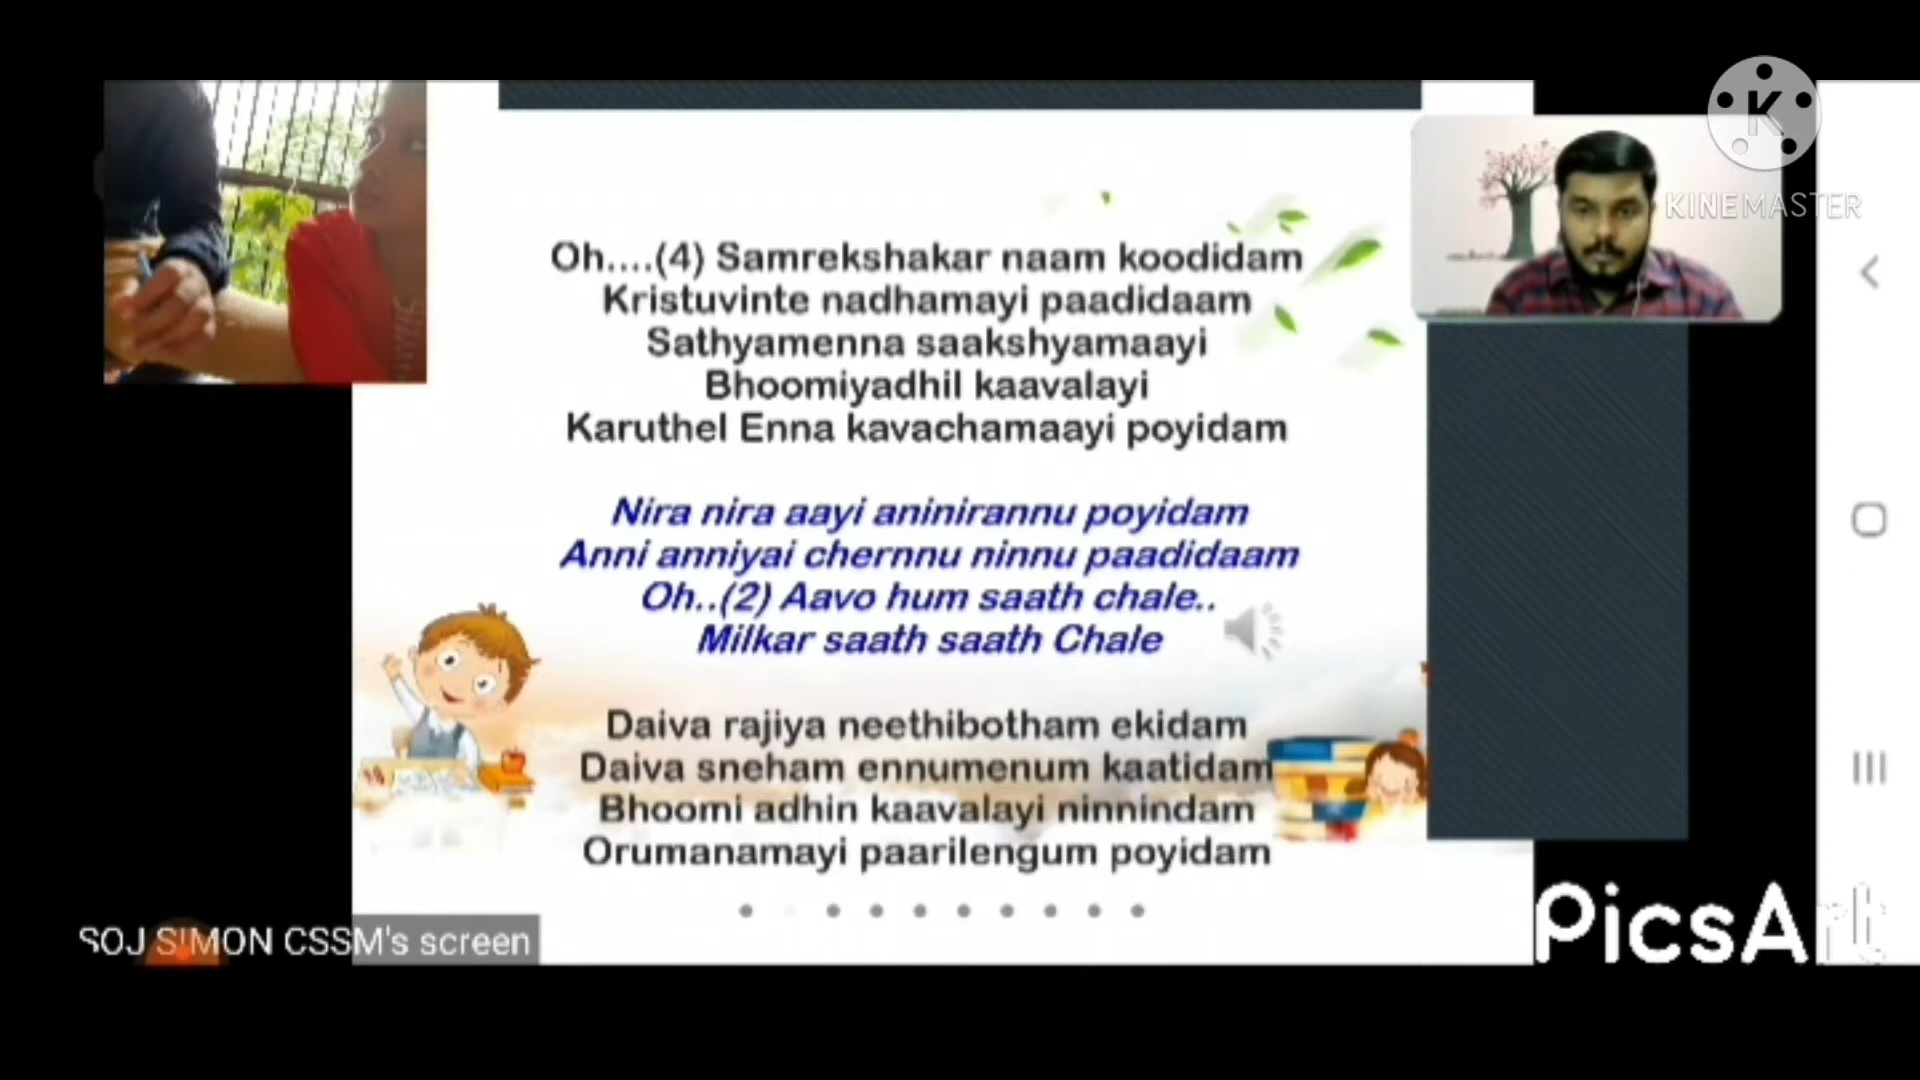 K
KINEMASTER
Oh....(4) Samrekshakar naam koodidam
Kristuvinte nadhamayi paadidaam
Sathyamenna saakshyamaayi
Bhoomiyadhil kaavalayi
Karuthel Enna kavachamaayi poyidam
Nira nira aayi aninirannu poyidam
Anni anniyai chernnu ninnu paadidaam
Oh..(2) Aavo hum saath chale..
Milkar saath saath Chale
Daiva rajiya neethibotham ekidam
Daiva sneham ennumenum kaatidam
Bhoomi adhin kaavalayi ninnindam
Orumanamayi paarilengum poyidam
SOJ SIMON CSSM's screen
PicsArt